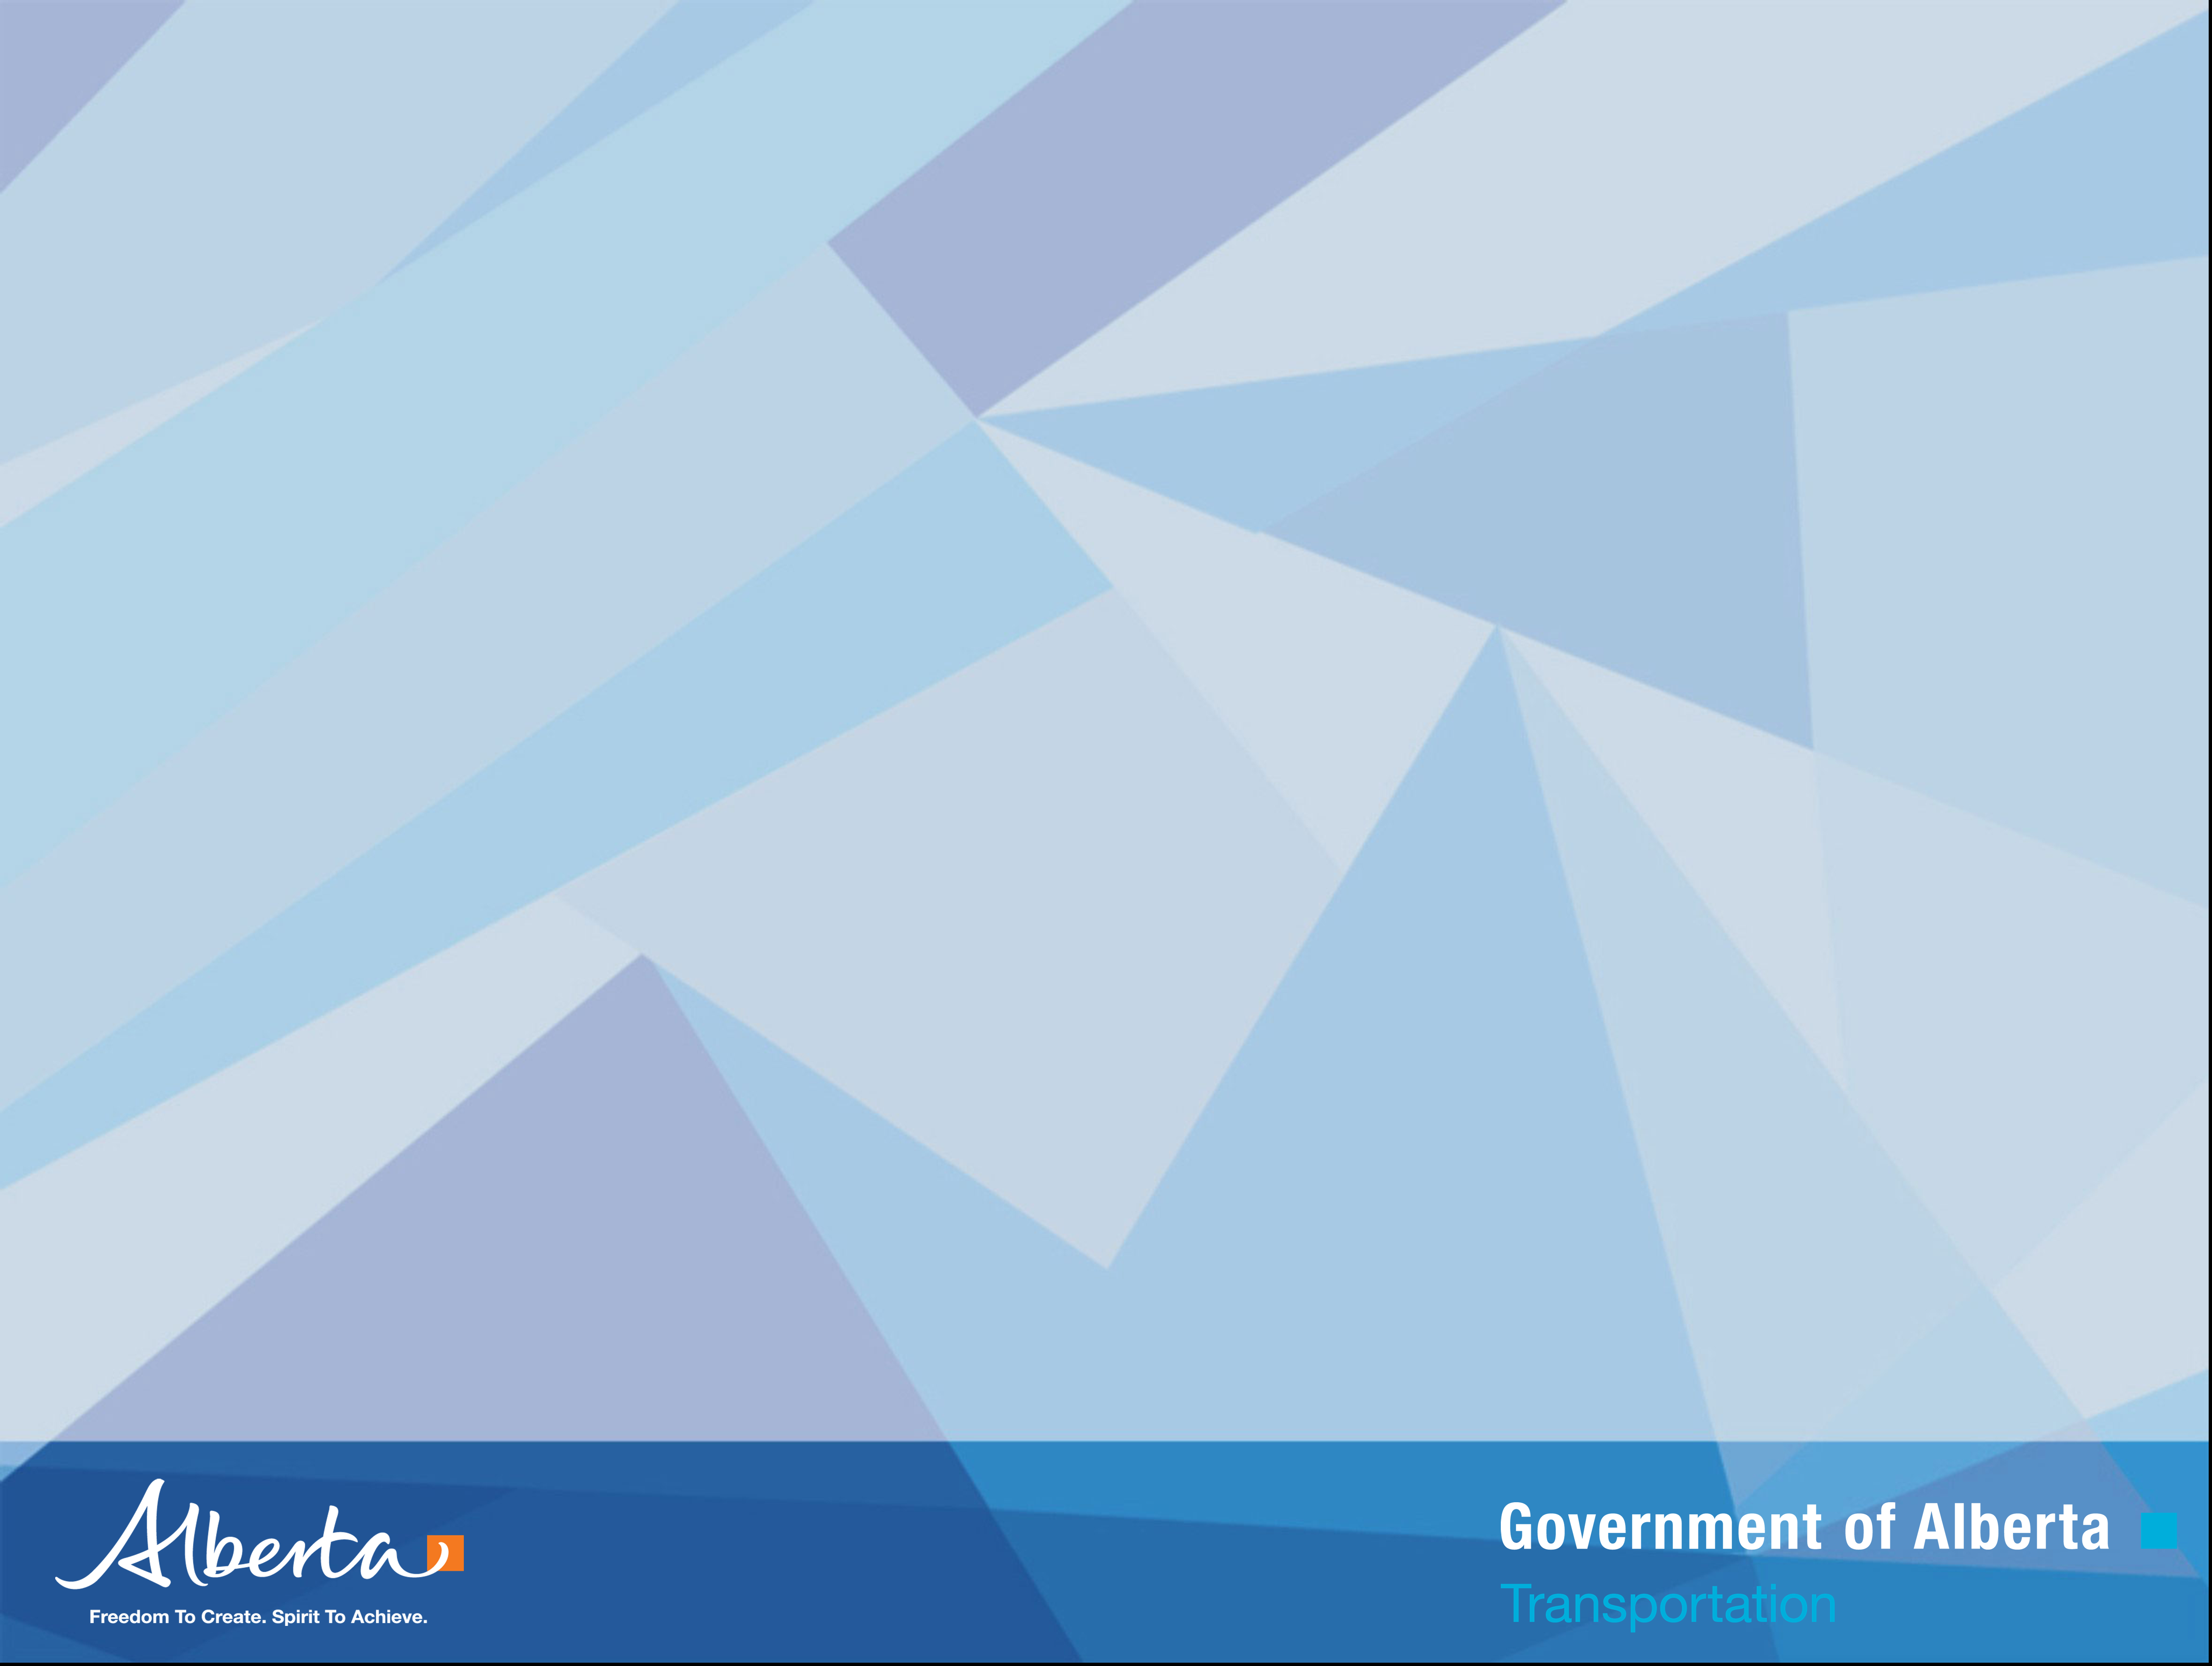 Alberta
Freedom To Create. Spirit To Achieve.
Government of Alberta
Transportation